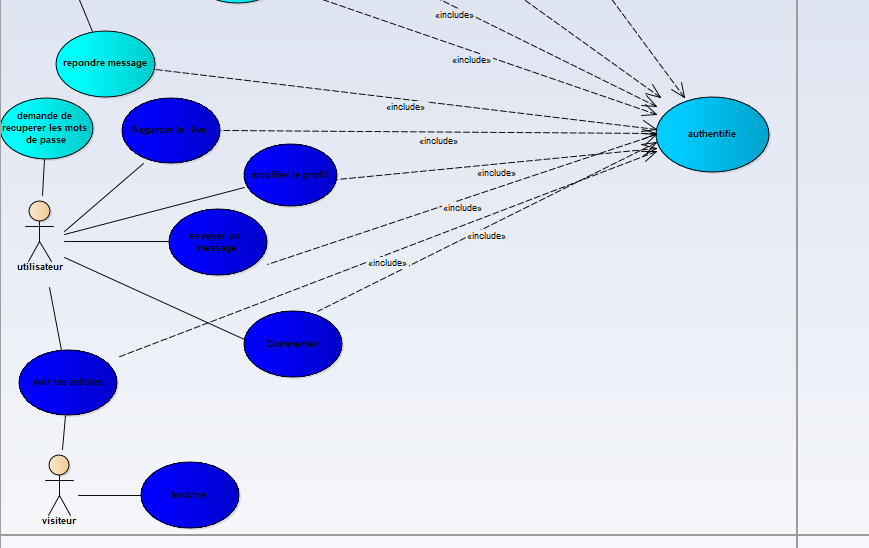 «include»
«include»
repondre message
«include»
demande de
recuperer les mots
de passe
Regarder le live
authentifie
«include»
modifier le profil
«include»
utilisateur
envoyer un
message
«include»
«include»
«include»
Commenter
voir les articles
visiteur